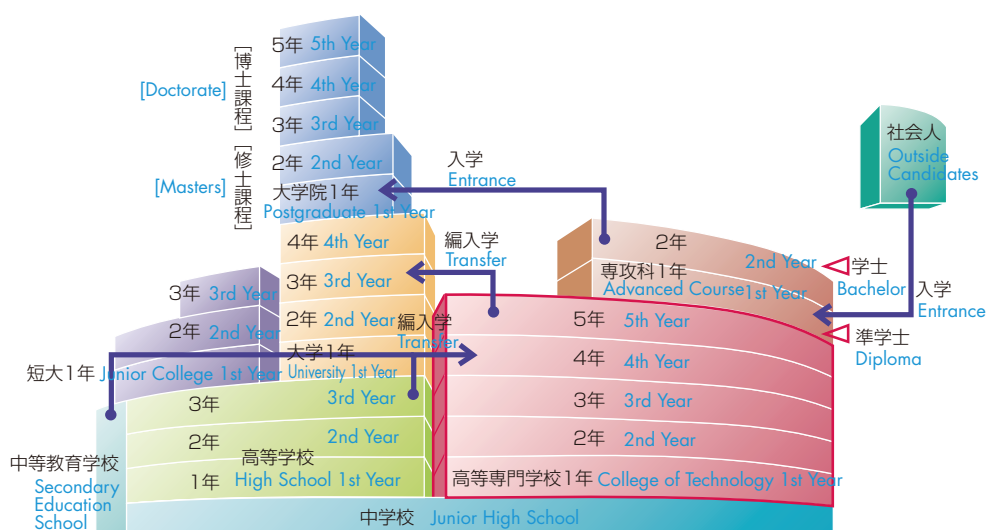 5年 5th Year
4年 4th Year
3年 3rd Year
[博士課程]
[Doctorate]
2年 2nd Year
大学院1年
Postgraduate 1st Year
[修士課程]
[Masters]
入学
Entrance
社会人
Outside
Candidates
4年 4th Year
3年 3rd Year
2年 2nd Year
大学1年
University 1st Year
編入学
Transfer
2年
2nd Year
専攻科1年
Advanced Course 1st Year
学士
Bachelor
入学
Entrance
準学士
Diploma
3年 3rd Year
2年 2nd Year
短大1年 Junior College 1st Year
編入学
Transfer
5年 5th Year
4年 4th Year
3年 3rd Year
2年 2nd Year
高等専門学校1年 College of Technology 1st Year
3年 3rd Year
2年 2nd Year
高等学校
1年 High School 1st Year
中等教育学校
Secondary
Education
School
中学校 Junior High School